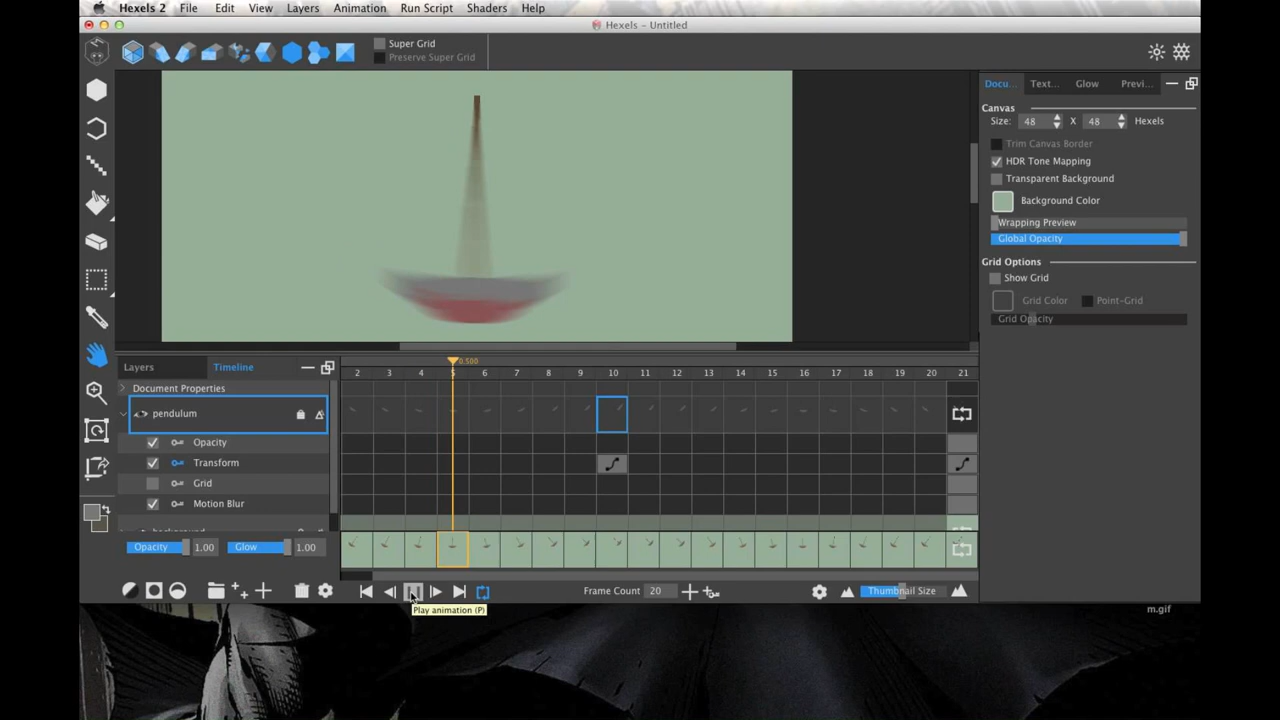 Hexels 2 File Edit View Layers Animation Run Script Shaders Help
Hexels - Untitled
Super Grid
Preserve Super Grid
Docu... Text... Glow Previ...
Canvas
Size: 48 X 48 Hexels
Trim Canvas Border
HDR Tone Mapping
Transparent Background
Background Color
Wrapping Preview
Global Opacity
Grid Options
Show Grid
Grid Color Point-Grid
Grid Opacity
Layers Timeline
0.500
2 3 4 5 6 7 8 9 10 11 12 13 14 15 16 17 18 19 20 21
Document Properties
pendulum
Opacity
Transform
Grid
Motion Blur
background
Opacity 1.00 Glow 1.00
Frame Count 20
Thumbnail Size
Play animation (P)
m.gif